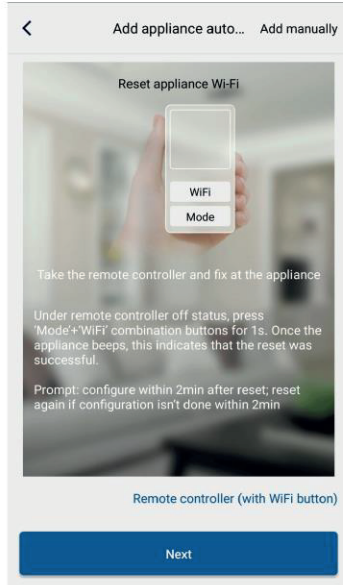 Add appliance auto... Add manually
Reset appliance Wi-Fi
WiFi
Mode
Take the remote controller and fix at the appliance
Under remote controller off status, press
'Mode'+'WiFi' combination buttons for 1s. Once the
appliance beeps, this indicates that the reset was
successful.
Prompt: configure within 2min after reset; reset
again if configuration isn't done within 2min
Remote controller (with WiFi button)
Next